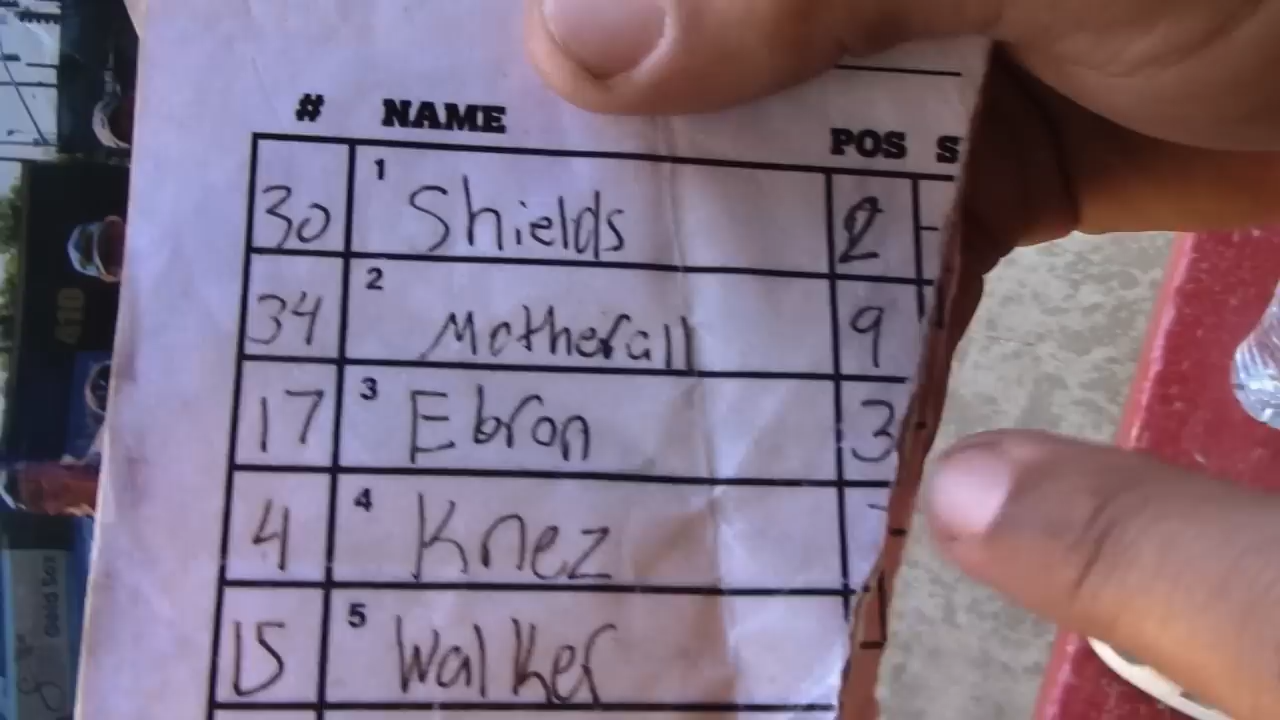 # NAME POS S
30 1 Shields 2
34 2 Motherall 9
17 3 Ebron 3
4 4 Knez
15 5 Walker